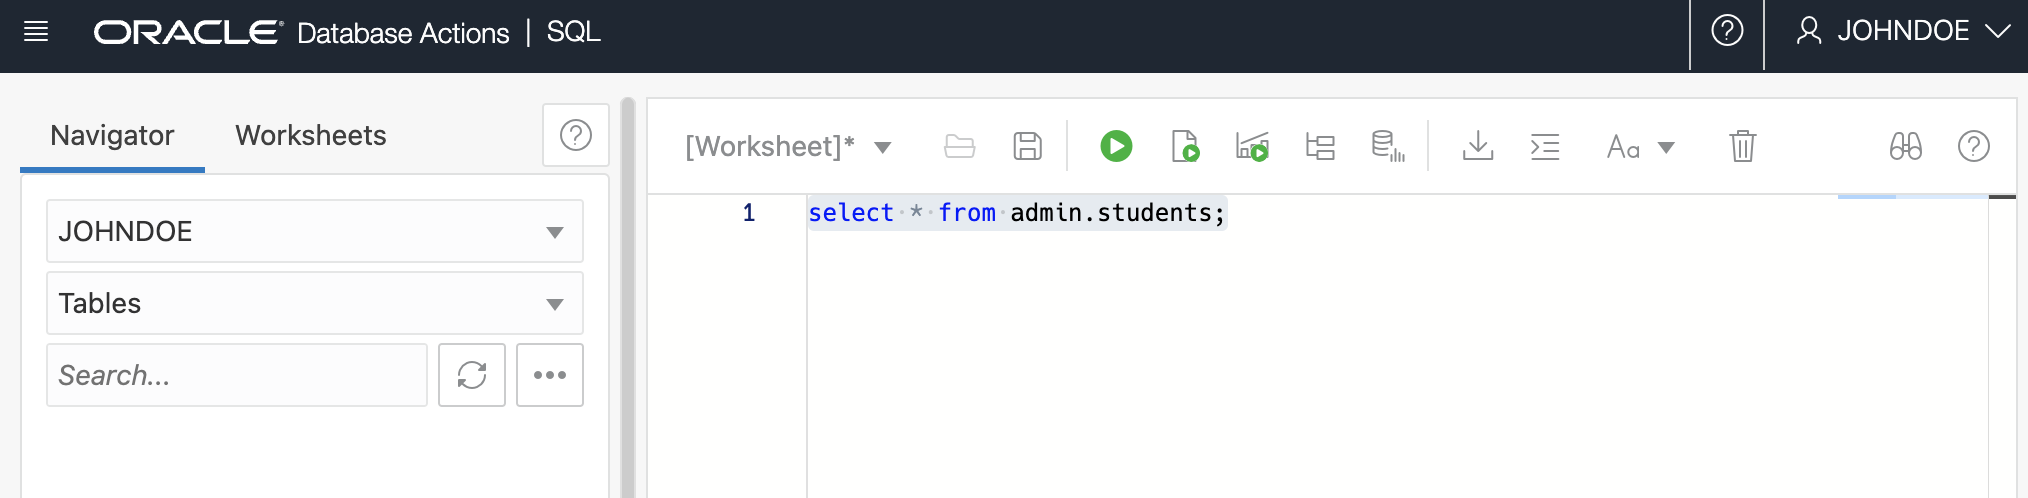 ORACLE® Database Actions | SQL
JOHNDOE
Navigator
Worksheets
[Worksheet]*
Aa
JOHNDOE
Tables
Search...
1
select * from admin.students;